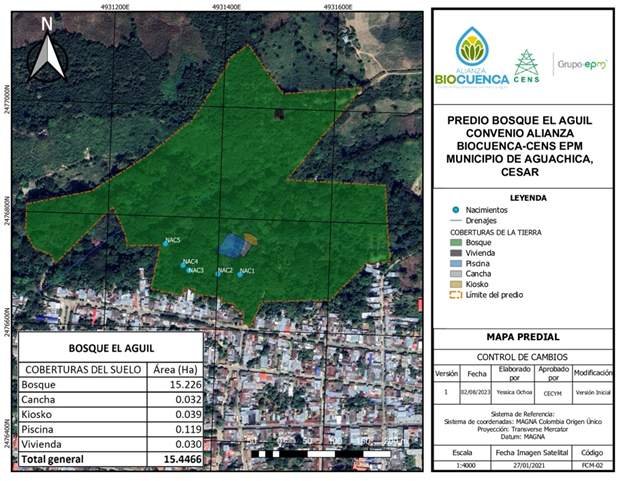 4931200E 4931400E 4931600E
N
2477000N
2476800N
2476600N
2476400N
NAC5
NAC4
NAC3
NAC2
NAC1
BOSQUE EL AGUIL
COBERTURAS DEL SUELO Área (Ha)
Bosque 15.226
Cancha 0.032
Kiosko 0.039
Piscina 0.119
Vivienda 0.030
Total general 15.4466
50 0 50 100 150 200 m
ALIANZA
BIOCUENCA
CENS
Grupo·epm
PREDIO BOSQUE EL AGUIL
CONVENIO ALIANZA
BIOCUENCA-CENS EPM
MUNICIPIO DE AGUACHICA,
CESAR
LEYENDA
Nacimientos
Drenajes
COBERTURAS DE LA TIERRA
Bosque
Vivienda
Piscina
Cancha
Kiosko
Límite del predio
MAPA PREDIAL
CONTROL DE CAMBIOS
Versión Fecha Elaborado por Aprobado por Modificación
1 02/08/2023 Yessica Ochoa CECYM Versión Inicial
Sistema de Referencia:
Sistema de coordenadas: MAGNA Colombia Origen Único
Proyección: Transverse Mercator
Datum: MAGNA
Escala Fecha Imagen Satelital Código
1:4000 27/01/2021 FCM-02